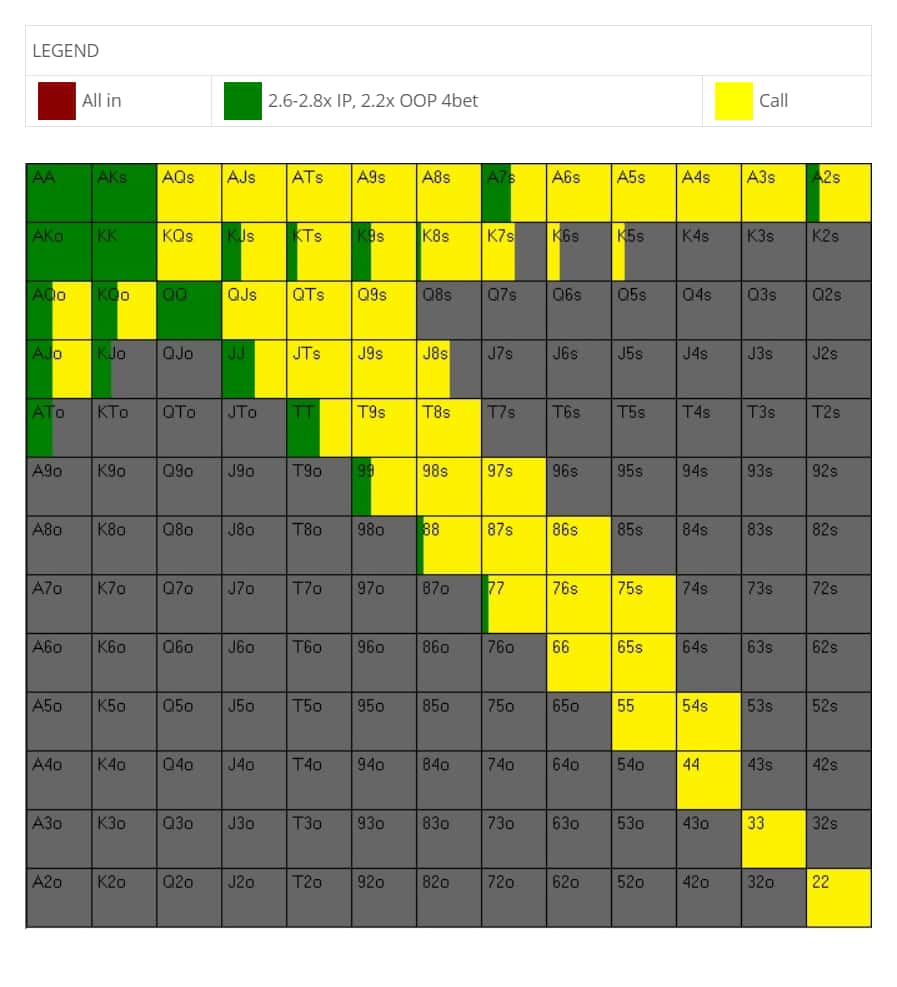 LEGEND
All in 2.6-2.8x IP, 2.2x OOP 4bet Call
AA AKs AQs AJs ATs A9s A8s A7s A6s A5s A4s A3s A2s
AKo KK KQs KJs KTs K9s K8s K7s K6s K5s K4s K3s K2s
AQo KQo QQ QJs QTs Q9s Q8s Q7s Q6s Q5s Q4s Q3s Q2s
AJo KJo QJo JJ JTs J9s J8s J7s J6s J5s J4s J3s J2s
ATo KTo QTo JTo TT T9s T8s T7s T6s T5s T4s T3s T2s
A9o K9o Q9o J9o T9o 99 98s 97s 96s 95s 94s 93s 92s
A8o K8o Q8o J8o T8o 98o 88 87s 86s 85s 84s 83s 82s
A7o K7o Q7o J7o T7o 97o 87o 77 76s 75s 74s 73s 72s
A6o K6o Q6o J6o T6o 96o 86o 76o 66 65s 64s 63s 62s
A5o K5o Q5o J5o T5o 95o 85o 75o 65o 55 54s 53s 52s
A4o K4o Q4o J4o T4o 94o 84o 74o 64o 54o 44 43s 42s
A3o K3o Q3o J3o T3o 93o 83o 73o 63o 53o 43o 33 32s
A2o K2o Q2o J2o T2o 92o 82o 72o 62o 52o 42o 32o 22